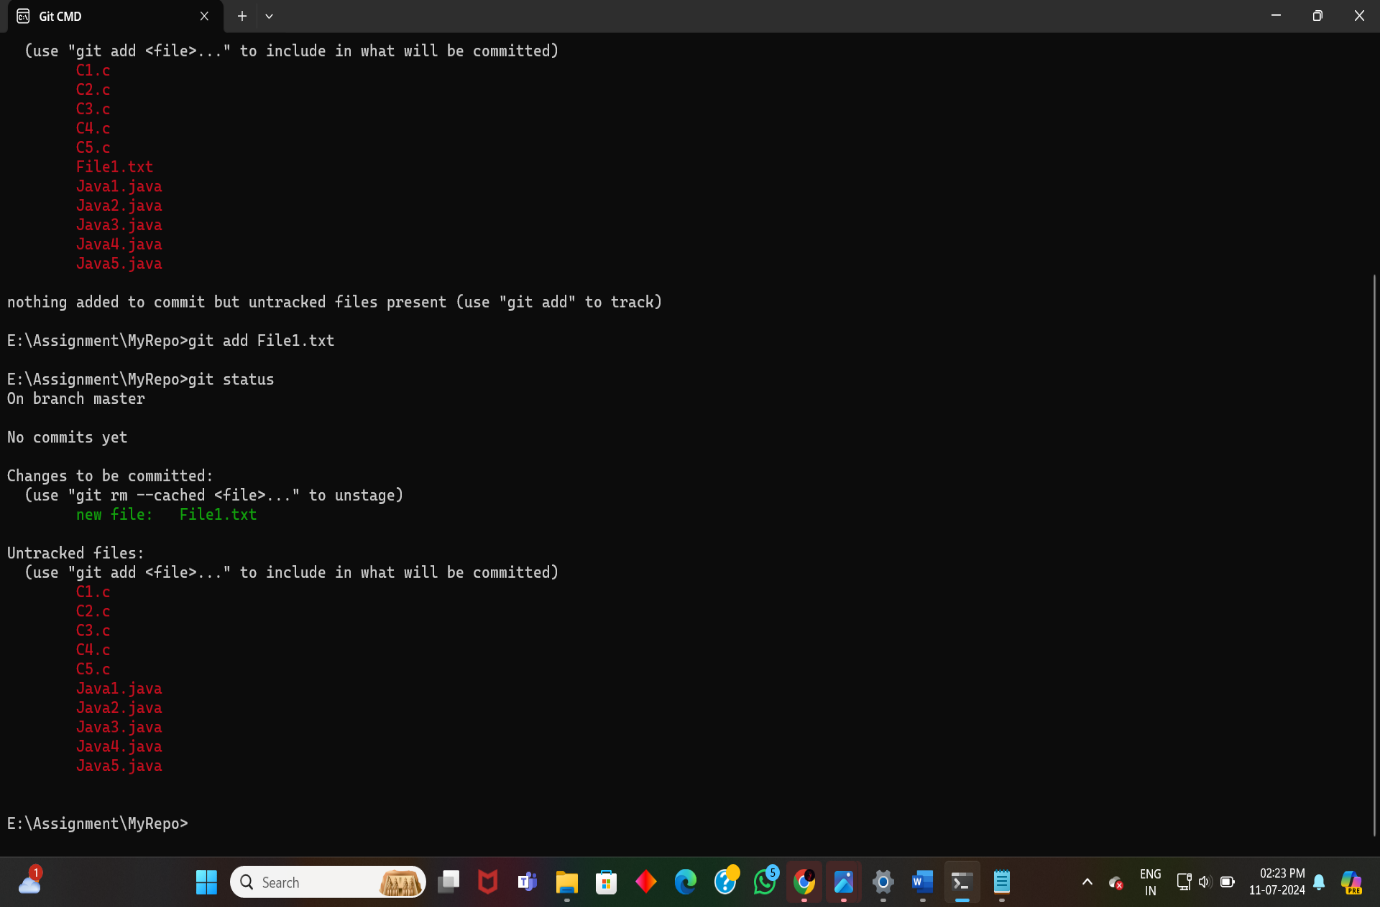 Git CMD
(use "git add <file>..." to include in what will be committed)
C1.c
C2.c
C3.c
C4.c
C5.c
File1.txt
Java1.java
Java2.java
Java3.java
Java4.java
Java5.java
nothing added to commit but untracked files present (use "git add" to track)
E:\Assignment\MyRepo>git add File1.txt
E:\Assignment\MyRepo>git status
On branch master
No commits yet
Changes to be committed:
(use "git rm --cached <file>..." to unstage)
new file:   File1.txt
Untracked files:
(use "git add <file>..." to include in what will be committed)
C1.c
C2.c
C3.c
C4.c
C5.c
Java1.java
Java2.java
Java3.java
Java4.java
Java5.java
E:\Assignment\MyRepo>
1
Search
5
ENG
IN
02:23 PM
11-07-2024
PRE